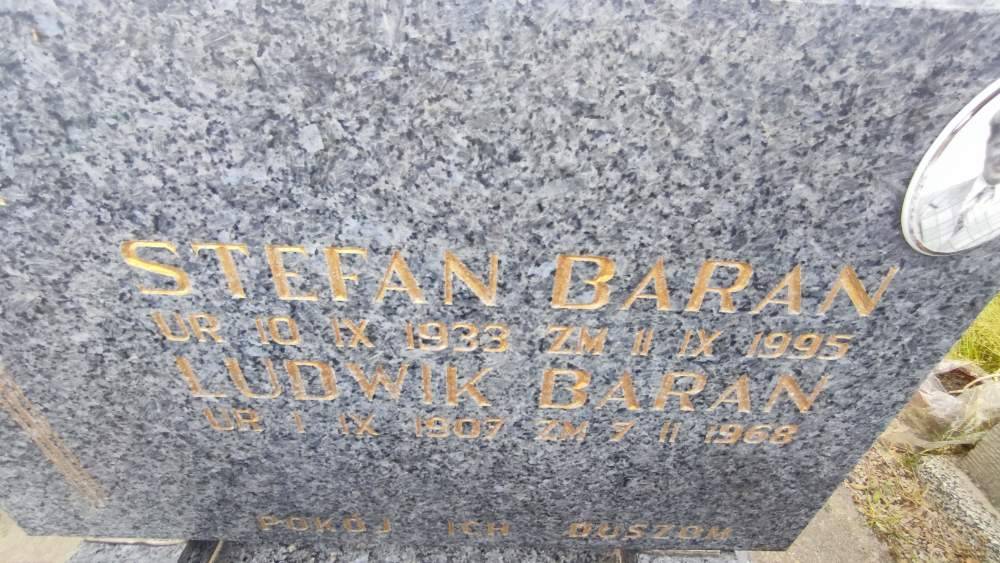 STEFAN BARAN
UR 10 IX 1933 ZM 11 IX 1995
LUDWIK BARAN
UR 1 IX 1907 ZM 7 II 1968
POKÓJ ICH DUSZOM